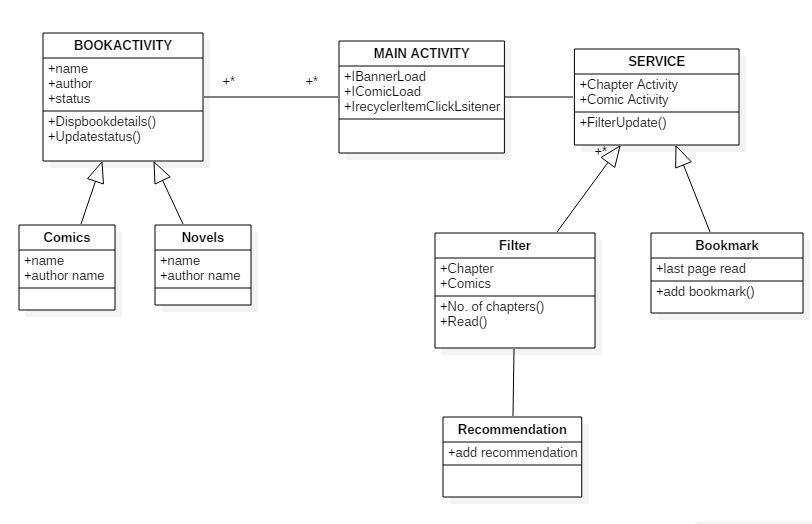 BOOKACTIVITY
+name
+author
+status
+Dispbookdetails()
+Updatestatus()
+*
+*
MAIN ACTIVITY
+IBannerLoad
+IComicLoad
+IrecyclerItemClickLsitener
SERVICE
+Chapter Activity
+Comic Activity
+FilterUpdate()
+*
Comics
+name
+author name
Novels
+name
+author name
Filter
+Chapter
+Comics
+No. of chapters()
+Read()
Bookmark
+last page read
+add bookmark()
Recommendation
+add recommendation